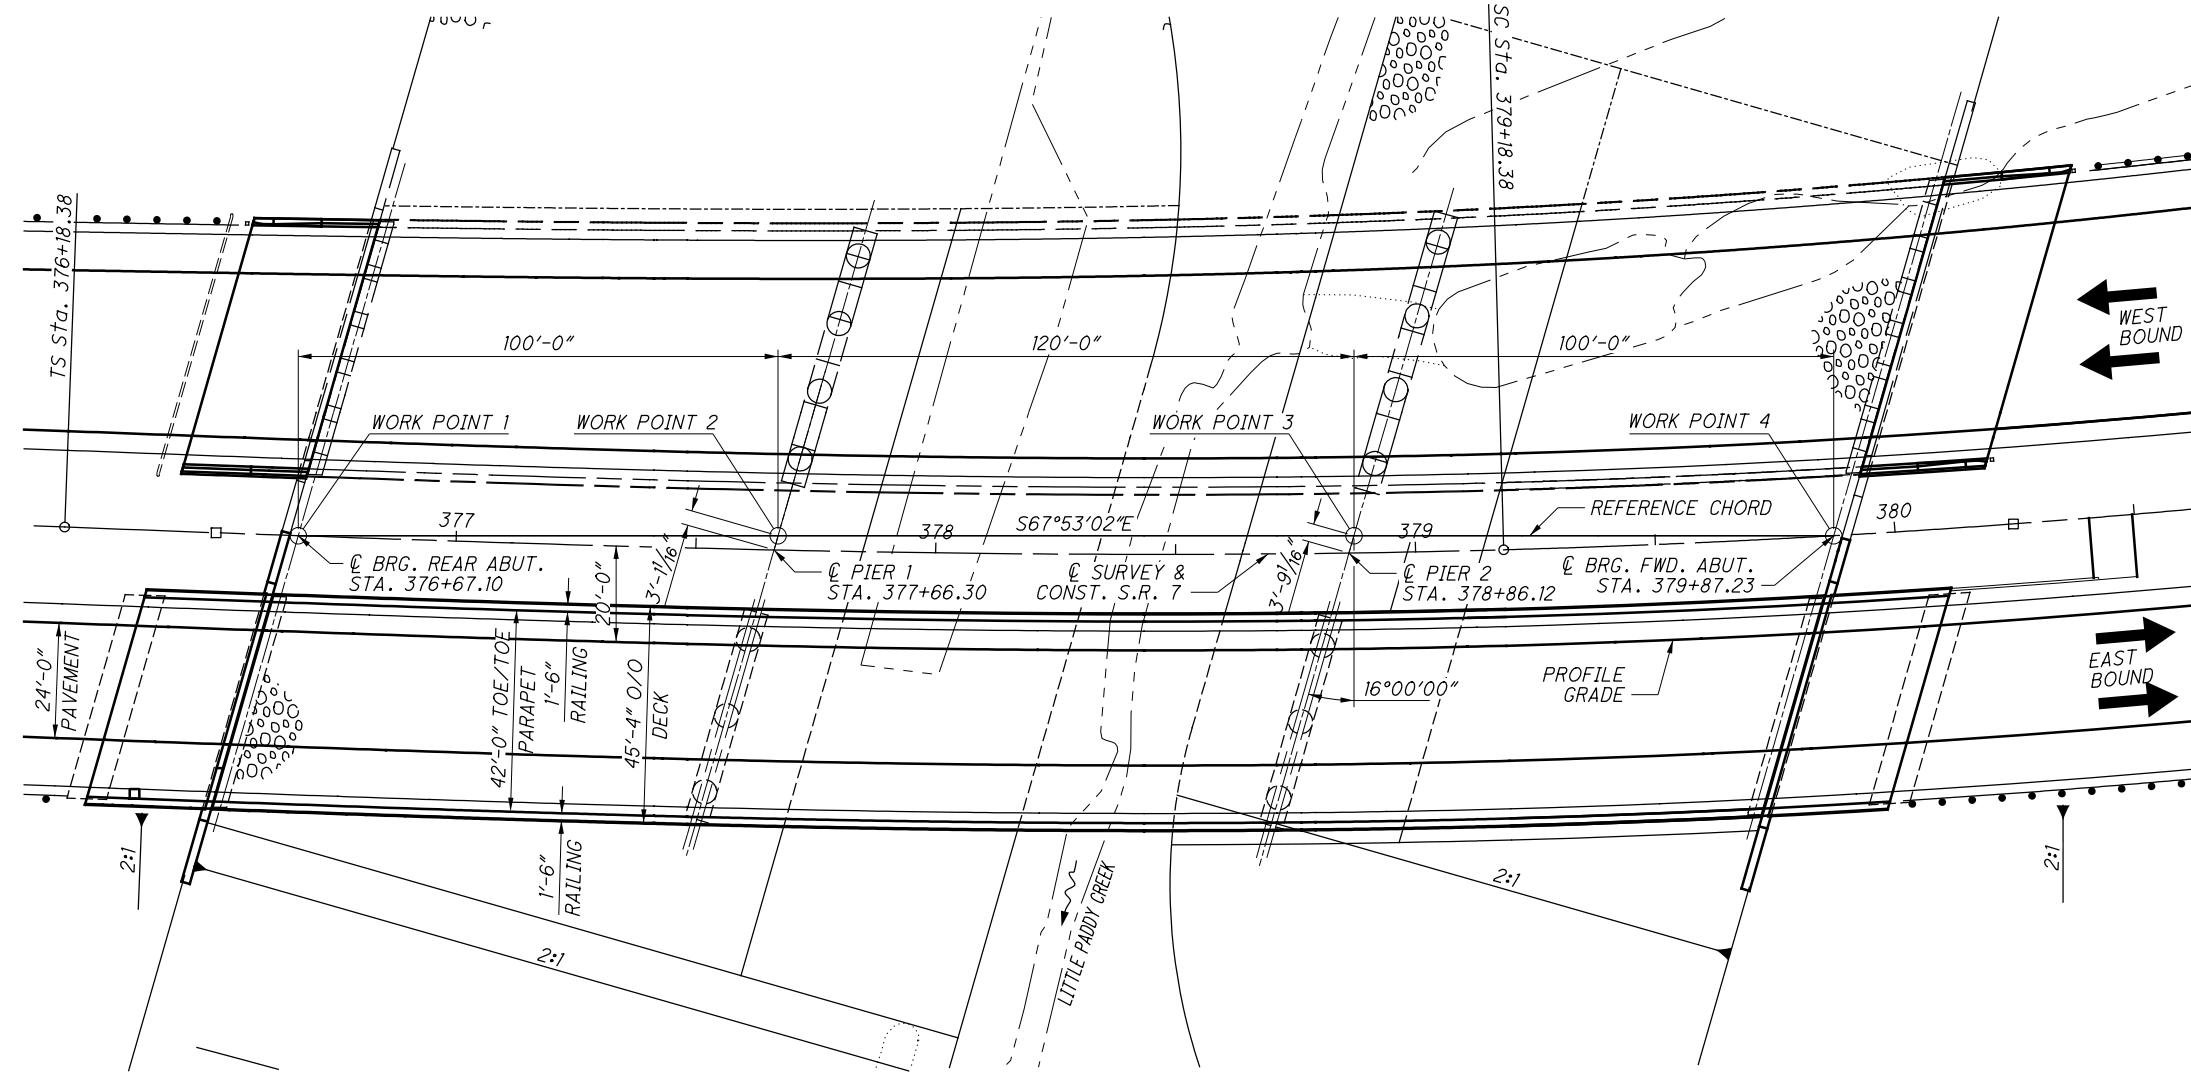 SC Sta. 379+18.38
TS Sta. 376+18.38
100'-0"
120'-0"
100'-0"
WEST
BOUND
WORK POINT 1
WORK POINT 2
WORK POINT 3
WORK POINT 4
REFERENCE CHORD
377
378
S67°53'02"E
379
380
℄ BRG. REAR ABUT.
STA. 376+67.10
3'-1 1/16"
20'-0"
℄ PIER 1
STA. 377+66.30
℄ SURVEY &
CONST. S.R. 7
3'-9 1/16"
℄ PIER 2
STA. 378+86.12
℄ BRG. FWD. ABUT.
STA. 379+87.23
24'-0"
PAVEMENT
42'-0" TOE/TOE
PARAPET
1'-6"
RAILING
45'-4" O/O
DECK
16°00'00"
PROFILE
GRADE
EAST
BOUND
2:1
1'-6"
RAILING
2:1
2:1
2:1
LITTLE PADDY CREEK